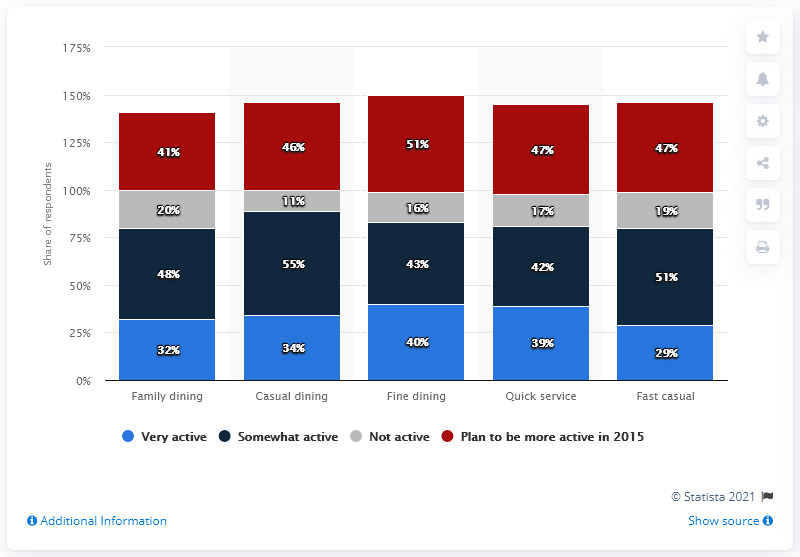 175%
150%
125%
100%
75%
50%
25%
0%
Share of respondents
41%
46%
51%
47%
47%
20%
11%
16%
17%
19%
48%
55%
43%
42%
51%
32%
34%
40%
39%
29%
Family dining
Casual dining
Fine dining
Quick service
Fast casual
Very active
Somewhat active
Not active
Plan to be more active in 2015
© Statista 2021
Additional Information
Show source